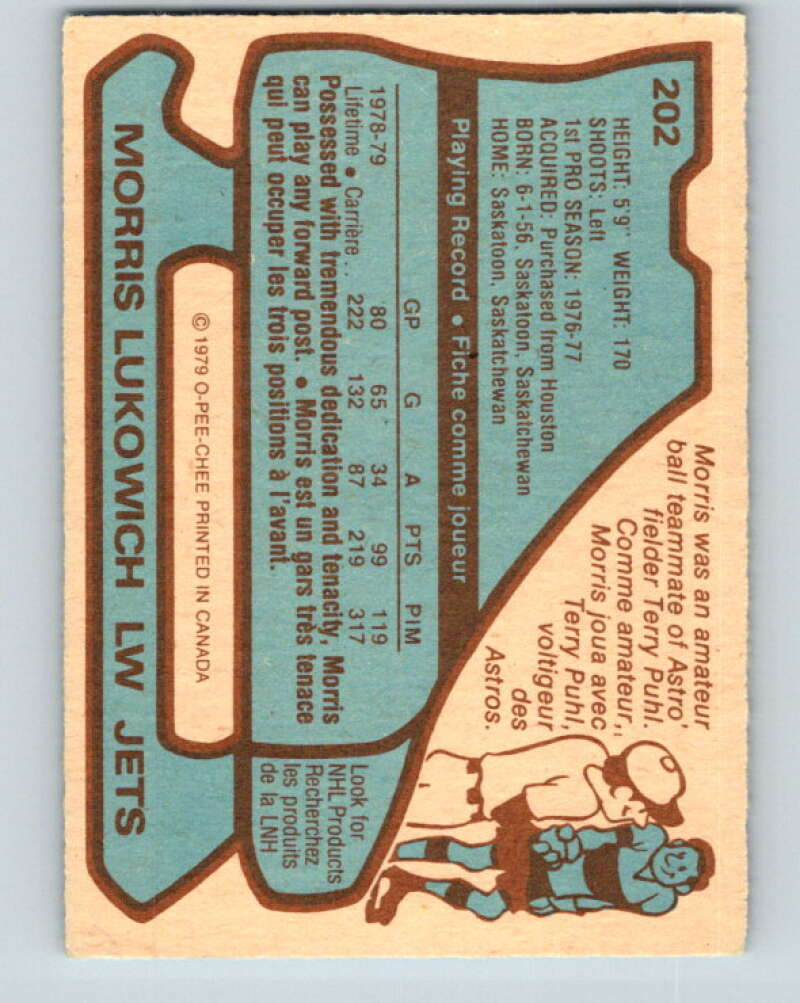 202
HEIGHT: 5'9" WEIGHT: 170
SHOOTS: Left
1st PRO SEASON: 1976-77
ACQUIRED: Purchased from Houston
BORN: 6-1-56, Saskatoon, Saskatchewan
HOME: Saskatoon, Saskatchewan
Playing Record • Fiche comme joueur
GP G A PTS PIM
1978-79 80 65 34 99 119
Lifetime • Carrière . . 222 132 87 219 317
Possessed with tremendous dedication and tenacity, Morris
can play any forward post. • Morris est un gars très tenace
qui peut occuper les trois positions à l'avant.
Morris was an amateur
ball teammate of Astro'
fielder Terry Puhl.
Comme amateur,
Morris joua avec
Terry Puhl,
voltigeur
des
Astros.
Look for
NHL Products
Recherchez
les produits
de la LNH
© 1979 O-PEE-CHEE PRINTED IN CANADA
MORRIS LUKOWICH LW JETS